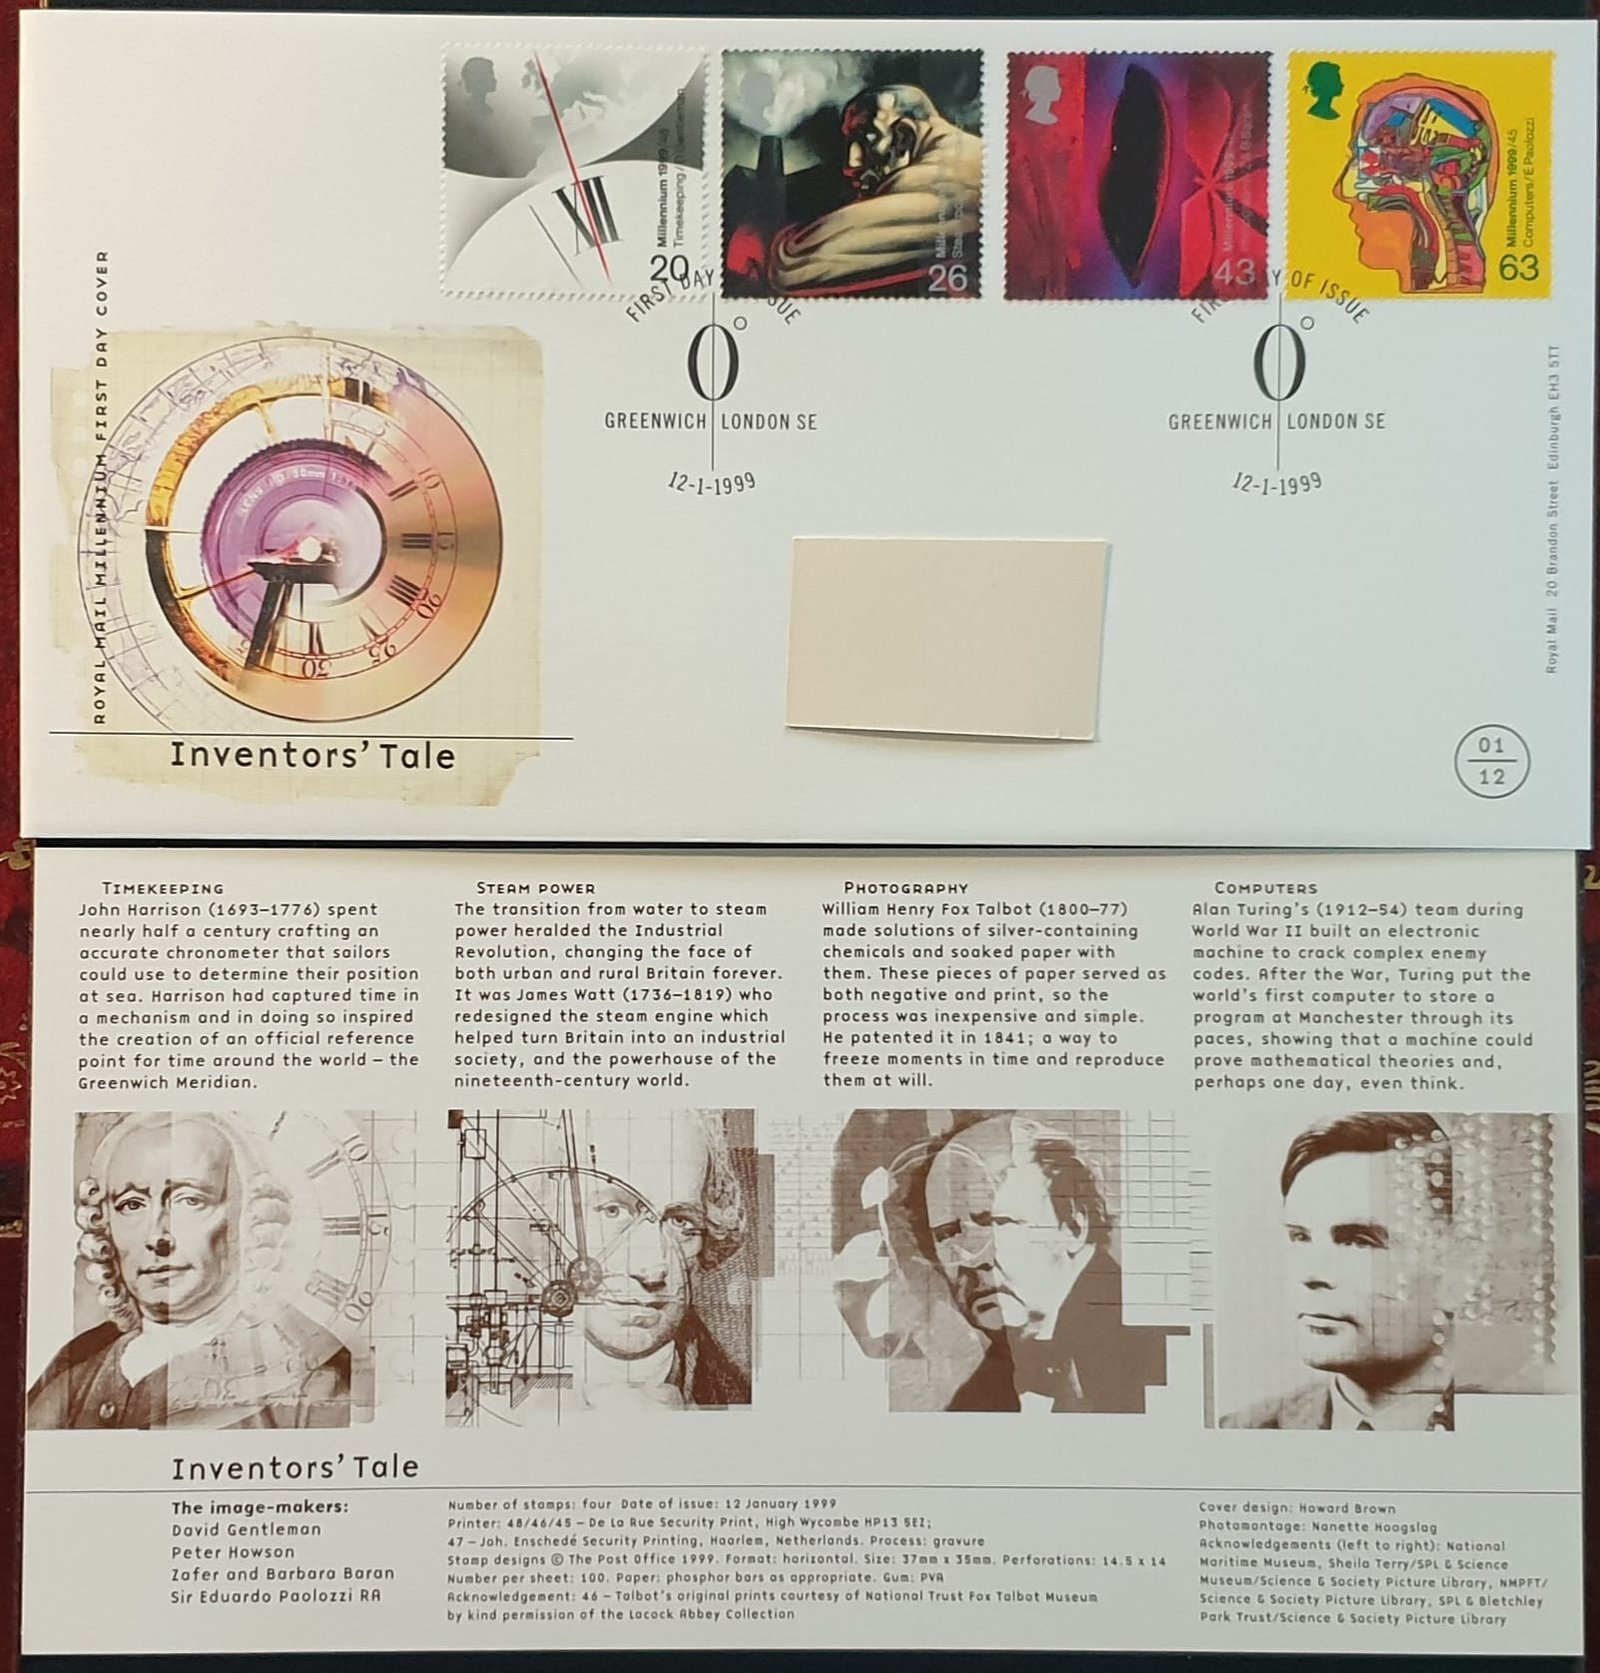 Millennium 1999/48
Timekeeping / D Gentleman
20
26
43
Millennium 1999/45
Computers/E Paolozzi
63
FIRST DAY
GREENWICH LONDON SE
12-1-1999
OF ISSUE
GREENWICH LONDON SE
12-1-1999
ROYAL MAIL MILLENNIUM FIRST DAY COVER
Inventors' Tale
Royal Mail 20 Brandon Street Edinburgh EH3 5TT
01
12
TIMEKEEPING
John Harrison (1693–1776) spent
nearly half a century crafting an
accurate chronometer that sailors
could use to determine their position
at sea. Harrison had captured time in
a mechanism and in doing so inspired
the creation of an official reference
point for time around the world – the
Greenwich Meridian.
STEAM POWER
The transition from water to steam
power heralded the Industrial
Revolution, changing the face of
both urban and rural Britain forever.
It was James Watt (1736–1819) who
redesigned the steam engine which
helped turn Britain into an industrial
society, and the powerhouse of the
nineteenth-century world.
PHOTOGRAPHY
William Henry Fox Talbot (1800–77)
made solutions of silver-containing
chemicals and soaked paper with
them. These pieces of paper served as
both negative and print, so the
process was inexpensive and simple.
He patented it in 1841; a way to
freeze moments in time and reproduce
them at will.
COMPUTERS
Alan Turing's (1912–54) team during
World War II built an electronic
machine to crack complex enemy
codes. After the War, Turing put the
world's first computer to store a
program at Manchester through its
paces, showing that a machine could
prove mathematical theories and,
perhaps one day, even think.
Inventors' Tale
The image-makers:
David Gentleman
Peter Howson
Zafer and Barbara Baran
Sir Eduardo Paolozzi RA
Number of stamps: four Date of issue: 12 January 1999
Printer: 48/46/45 – De La Rue Security Print, High Wycombe HP13 5EZ;
47 – Joh. Enschedé Security Printing, Haarlem, Netherlands. Process: gravure
Stamp designs © The Post Office 1999. Format: horizontal. Size: 37mm x 35mm. Perforations: 14.5 x 14
Number per sheet: 100. Paper: phosphor bars as appropriate. Gum: PVA
Acknowledgement: 46 – Talbot's original prints courtesy of National Trust Fox Talbot Museum
by kind permission of the Lacock Abbey Collection
Cover design: Howard Brown
Photomontage: Nanette Hoogslag
Acknowledgements (left to right): National
Maritime Museum, Sheila Terry/SPL & Science
Museum/Science & Society Picture Library, NMPFT/
Science & Society Picture Library, SPL & Bletchley
Park Trust/Science & Society Picture Library